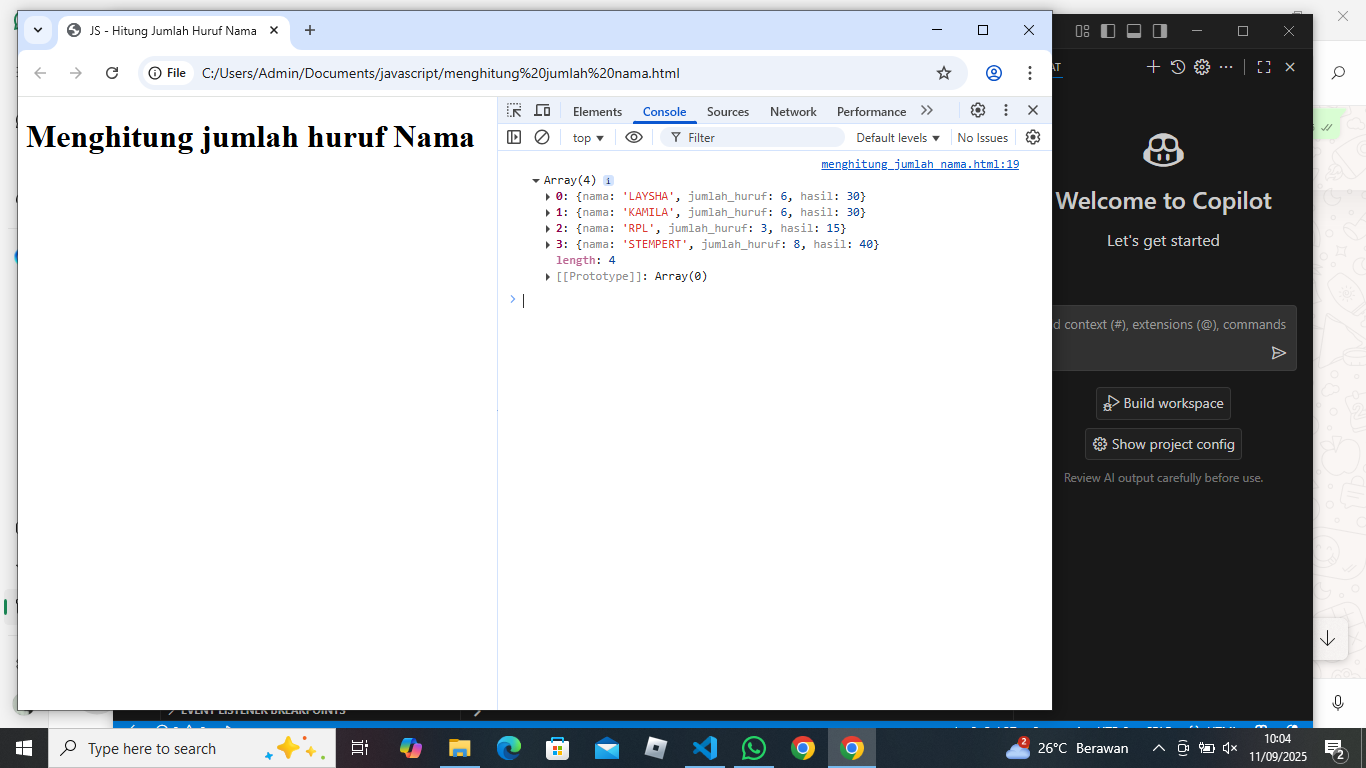 JS - Hitung Jumlah Huruf Nama
File C:/Users/Admin/Documents/javascript/menghitung%20jumlah%20nama.html
Menghitung jumlah huruf Nama
Elements Console Sources Network Performance
top Filter Default levels No Issues
menghitung jumlah nama.html:19
Array(4) i
0: {nama: 'LAYSHA', jumlah_huruf: 6, hasil: 30}
1: {nama: 'KAMILA', jumlah_huruf: 6, hasil: 30}
2: {nama: 'RPL', jumlah_huruf: 3, hasil: 15}
3: {nama: 'STEMPERT', jumlah_huruf: 8, hasil: 40}
length: 4
[[Prototype]]: Array(0)
Welcome to Copilot
Let's get started
context (#), extensions (@), commands
Build workspace
Show project config
Review AI output carefully before use.
EVENT LISTENER BREAKPOINTS
Type here to search
2
26°C Berawan
10:04
11/09/2025
2